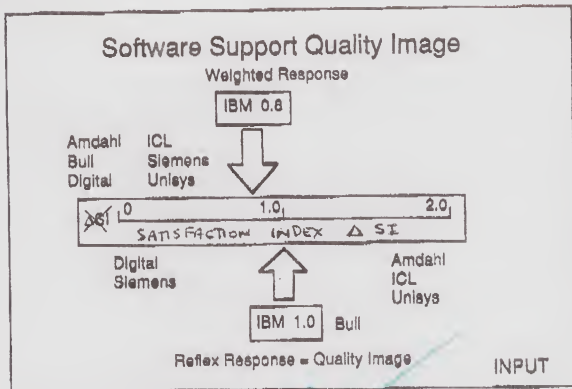 Software Support Quality Image
Weighted Response
IBM 0.8
Amdahl ICL
Bull Siemens
Digital Unisys
ΔSI 0 1.0 2.0
SATISFACTION INDEX Δ SI
Digital Amdahl
Siemens ICL
Unisys
IBM 1.0 Bull
Reflex Response = Quality Image
INPUT